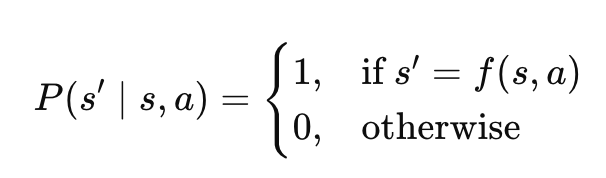 P(s′ | s, a) = { 1, if s′ = f(s, a)
0, otherwise